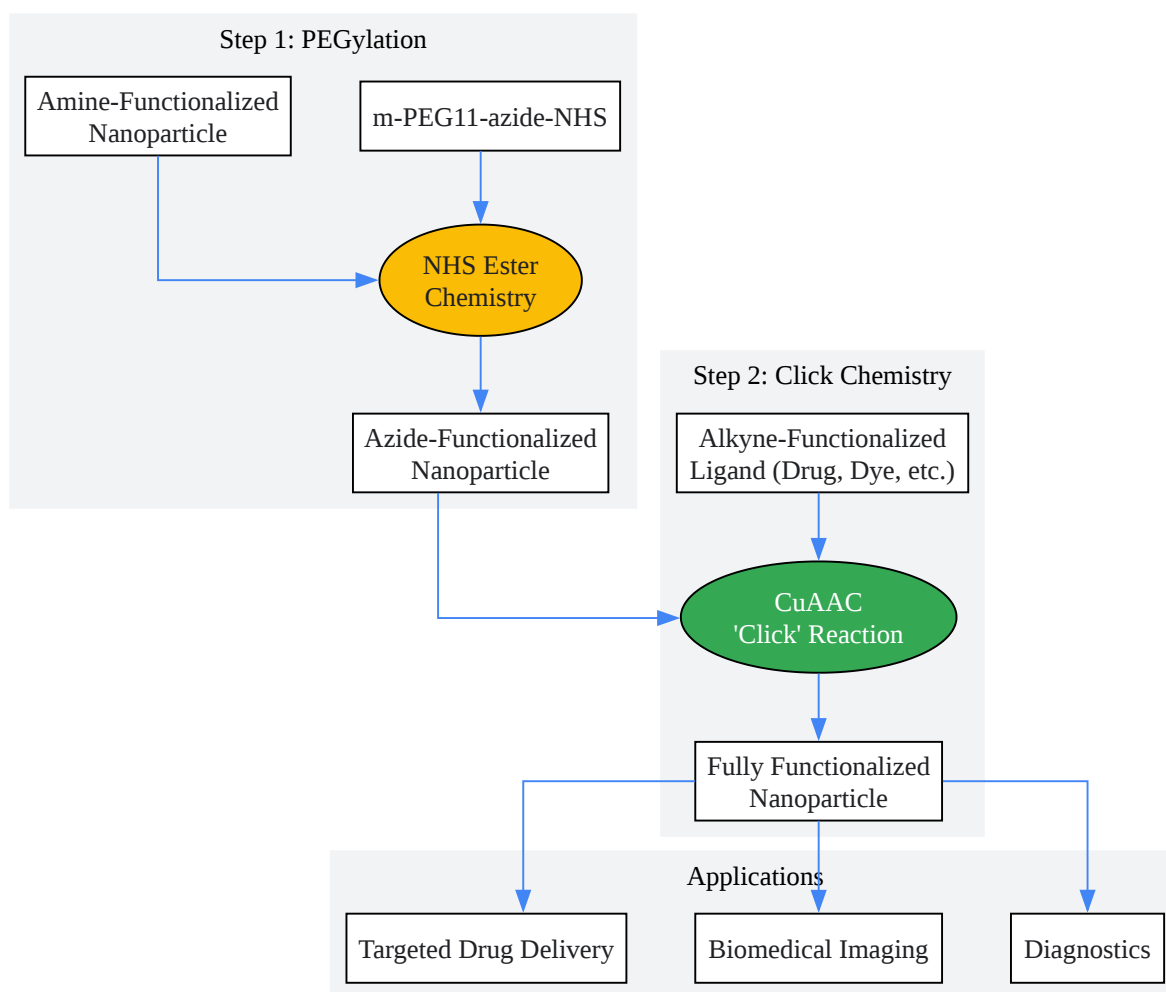 Step 1: PEGylation
Amine-Functionalized
Nanoparticle
m-PEG11-azide-NHS
NHS Ester
Chemistry
Azide-Functionalized
Nanoparticle
Step 2: Click Chemistry
Alkyne-Functionalized
Ligand (Drug, Dye, etc.)
CuAAC
'Click' Reaction
Fully Functionalized
Nanoparticle
Applications
Targeted Drug Delivery
Biomedical Imaging
Diagnostics